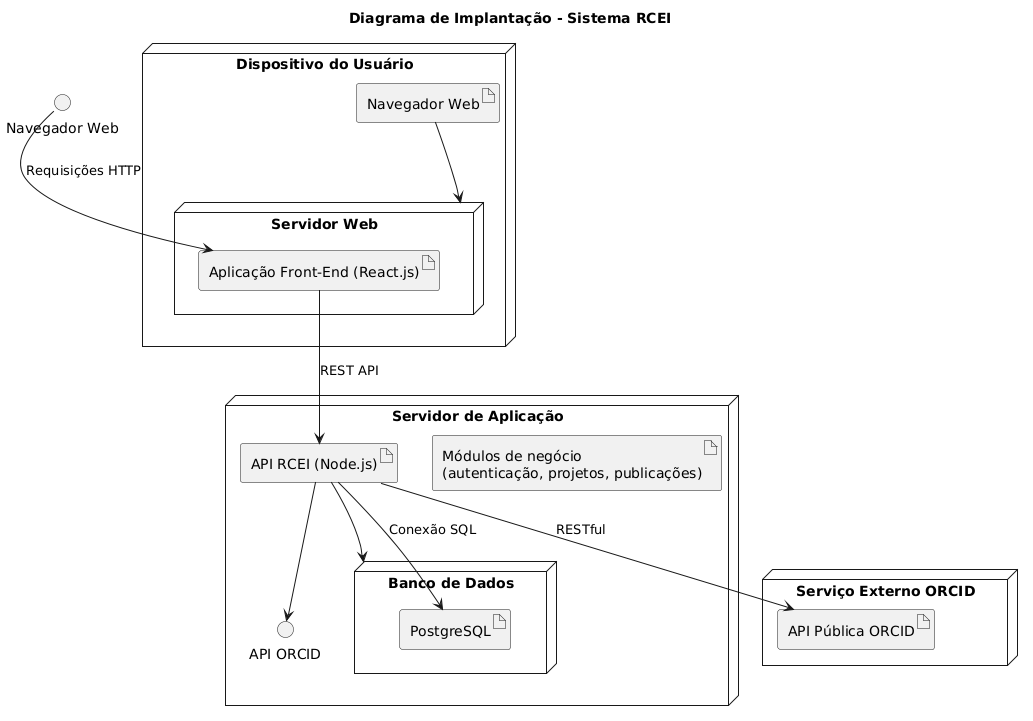 Diagrama de Implantação - Sistema RCEI
Dispositivo do Usuário
Navegador Web
Navegador Web
Requisições HTTP
Servidor Web
Aplicação Front-End (React.js)
REST API
Servidor de Aplicação
API RCEI (Node.js)
Módulos de negócio
(autenticação, projetos, publicações)
Conexão SQL
RESTful
Banco de Dados
PostgreSQL
API ORCID
Serviço Externo ORCID
API Pública ORCID